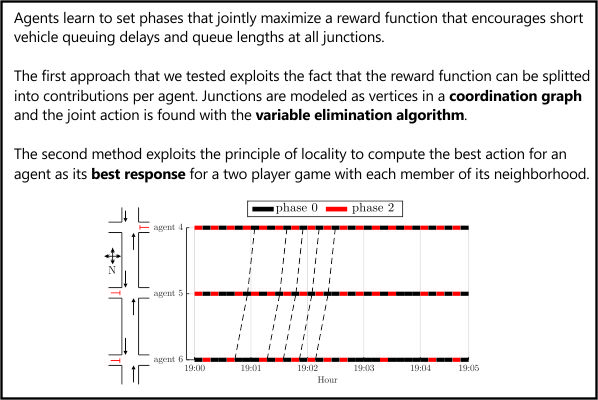 Agents learn to set phases that jointly maximize a reward function that encourages short
vehicle queuing delays and queue lengths at all junctions.
The first approach that we tested exploits the fact that the reward function can be splitted
into contributions per agent. Junctions are modeled as vertices in a coordination graph
and the joint action is found with the variable elimination algorithm.
The second method exploits the principle of locality to compute the best action for an
agent as its best response for a two player game with each member of its neighborhood.
phase 0 phase 2
agent 4
N
agent 5
agent 6
19:00 19:01 19:02 19:03 19:04 19:05
Hour